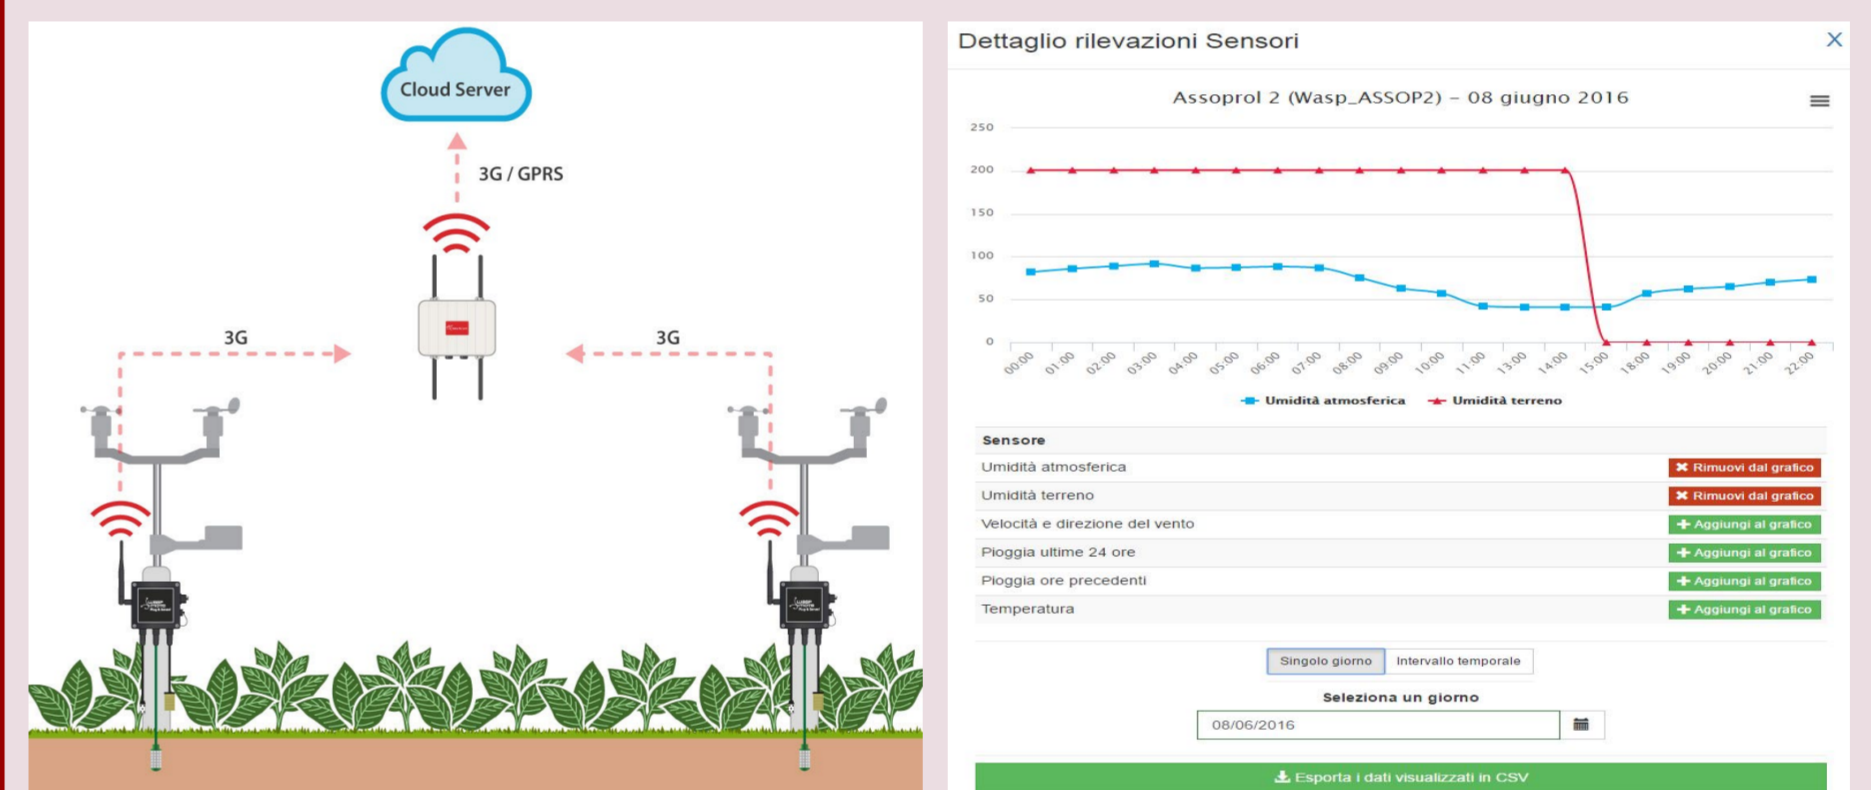 Cloud Server
3G / GPRS
3G
3G
Dettaglio rilevazioni Sensori
X
Assoprol 2 (Wasp_ASSOP2) – 08 giugno 2016
250
200
150
100
50
0
00:00 01:00 02:00 03:00 04:00 05:00 06:00 07:00 08:00 09:00 10:00 11:00 13:00 14:00 15:00 18:00 19:00 20:00 21:00 22:00
Umidità atmosferica Umidità terreno
Sensore
Umidità atmosferica Rimuovi dal grafico
Umidità terreno Rimuovi dal grafico
Velocità e direzione del vento Aggiungi al grafico
Pioggia ultime 24 ore Aggiungi al grafico
Pioggia ore precedenti Aggiungi al grafico
Temperatura Aggiungi al grafico
Singolo giorno Intervallo temporale
Seleziona un giorno
08/06/2016
Esporta i dati visualizzati in CSV